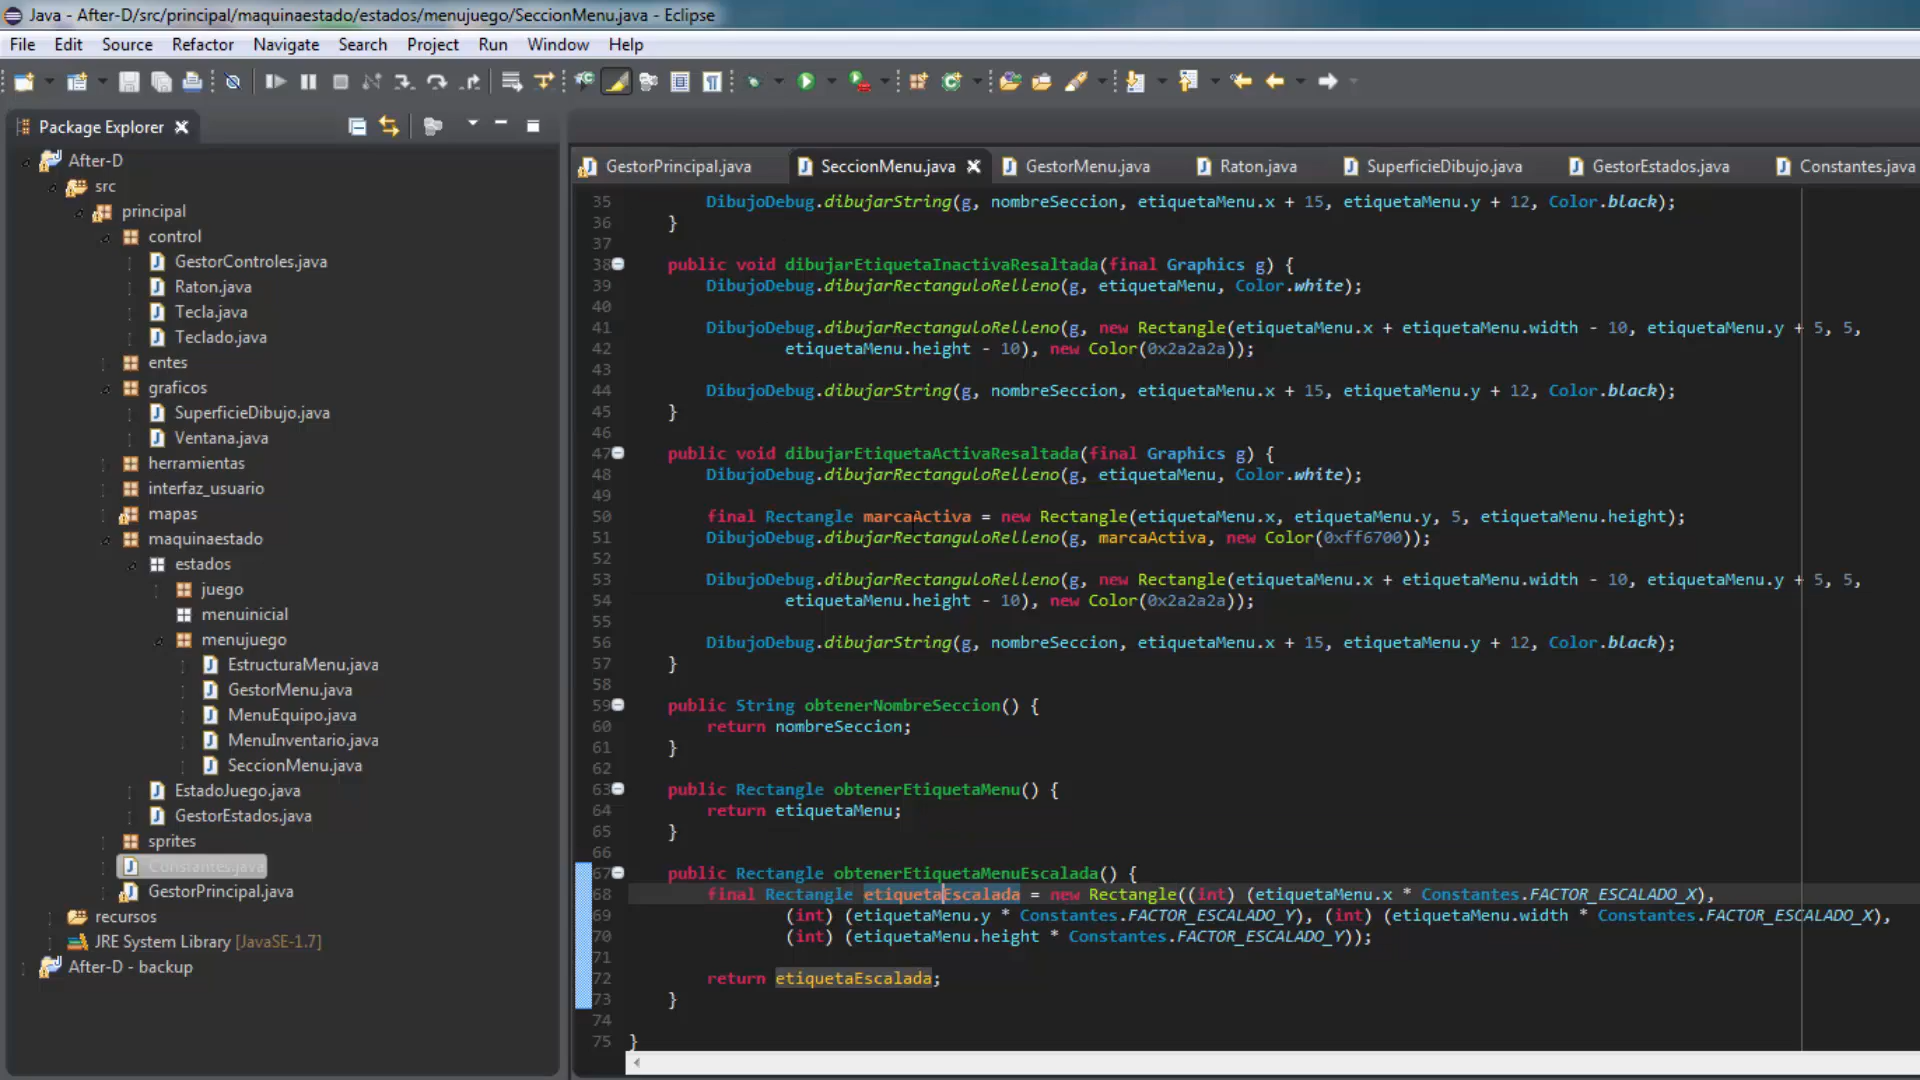 Java - After-D/src/principal/maquinaestado/estados/menujuego/SeccionMenu.java - Eclipse
File Edit Source Refactor Navigate Search Project Run Window Help
Package Explorer
After-D
src
principal
control
GestorControles.java
Raton.java
Tecla.java
Teclado.java
entes
graficos
SuperficieDibujo.java
Ventana.java
herramientas
interfaz_usuario
mapas
maquinaestado
estados
juego
menuinicial
menujuego
EstructuraMenu.java
GestorMenu.java
MenuEquipo.java
MenuInventario.java
SeccionMenu.java
EstadoJuego.java
GestorEstados.java
sprites
Constantes.java
GestorPrincipal.java
recursos
JRE System Library [JavaSE-1.7]
After-D - backup
GestorPrincipal.java SeccionMenu.java GestorMenu.java Raton.java SuperficieDibujo.java GestorEstados.java Constantes.java
35 DibujoDebug.dibujarString(g, nombreSeccion, etiquetaMenu.x + 15, etiquetaMenu.y + 12, Color.black);
36 }
37
38 public void dibujarEtiquetaInactivaResaltada(final Graphics g) {
39 DibujoDebug.dibujarRectanguloRelleno(g, etiquetaMenu, Color.white);
40
41 DibujoDebug.dibujarRectanguloRelleno(g, new Rectangle(etiquetaMenu.x + etiquetaMenu.width - 10, etiquetaMenu.y + 5, 5,
42 etiquetaMenu.height - 10), new Color(0x2a2a2a));
43
44 DibujoDebug.dibujarString(g, nombreSeccion, etiquetaMenu.x + 15, etiquetaMenu.y + 12, Color.black);
45 }
46
47 public void dibujarEtiquetaActivaResaltada(final Graphics g) {
48 DibujoDebug.dibujarRectanguloRelleno(g, etiquetaMenu, Color.white);
49
50 final Rectangle marcaActiva = new Rectangle(etiquetaMenu.x, etiquetaMenu.y, 5, etiquetaMenu.height);
51 DibujoDebug.dibujarRectanguloRelleno(g, marcaActiva, new Color(0xff6700));
52
53 DibujoDebug.dibujarRectanguloRelleno(g, new Rectangle(etiquetaMenu.x + etiquetaMenu.width - 10, etiquetaMenu.y + 5, 5,
54 etiquetaMenu.height - 10), new Color(0x2a2a2a));
55
56 DibujoDebug.dibujarString(g, nombreSeccion, etiquetaMenu.x + 15, etiquetaMenu.y + 12, Color.black);
57 }
58
59 public String obtenerNombreSeccion() {
60 return nombreSeccion;
61 }
62
63 public Rectangle obtenerEtiquetaMenu() {
64 return etiquetaMenu;
65 }
66
67 public Rectangle obtenerEtiquetaMenuEscalada() {
68 final Rectangle etiquetaEscalada = new Rectangle((int) (etiquetaMenu.x * Constantes.FACTOR_ESCALADO_X),
69 (int) (etiquetaMenu.y * Constantes.FACTOR_ESCALADO_Y), (int) (etiquetaMenu.width * Constantes.FACTOR_ESCALADO_X),
70 (int) (etiquetaMenu.height * Constantes.FACTOR_ESCALADO_Y));
71
72 return etiquetaEscalada;
73 }
74
75 }